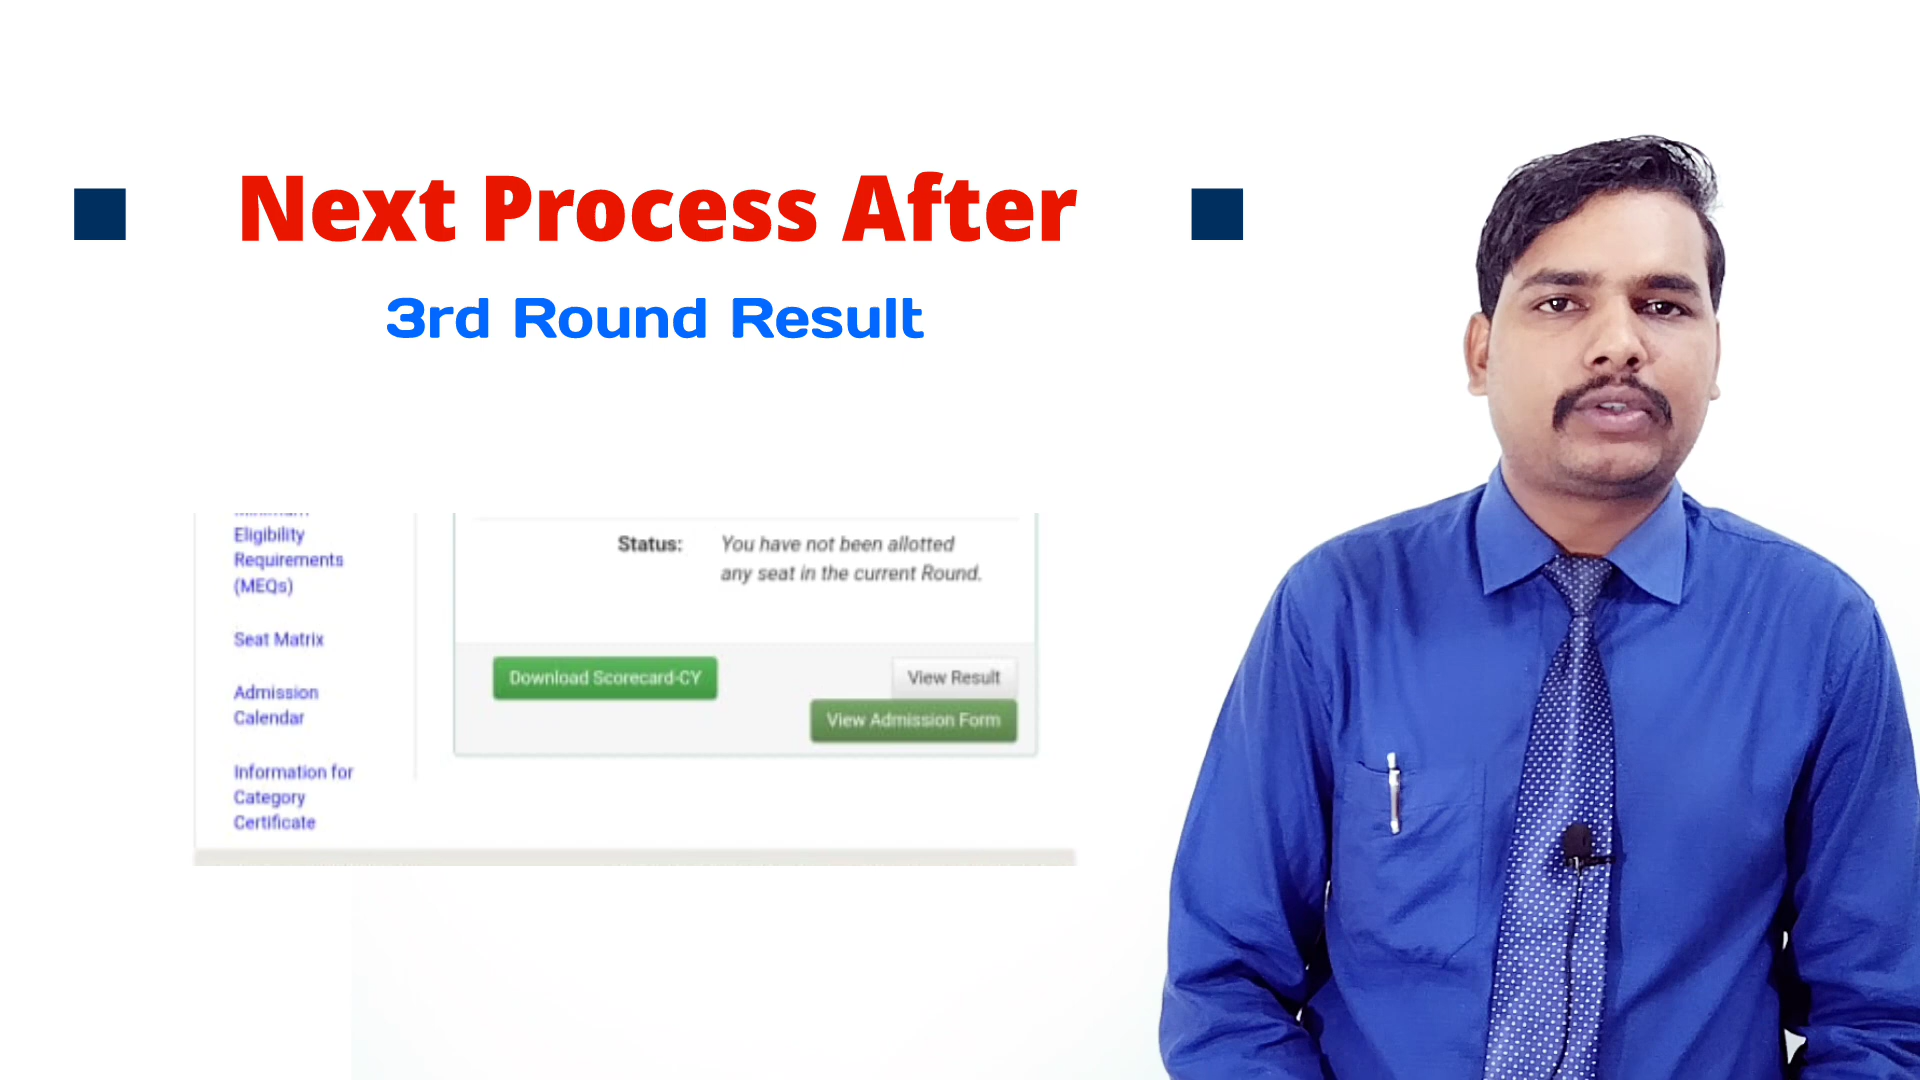 Next Process After
3rd Round Result
Eligibility
Requirements
(MEQs)
Seat Matrix
Admission
Calendar
Information for
Category
Certificate
Status: You have not been allotted
any seat in the current Round.
Download Scorecard-CY
View Result
View Admission Form